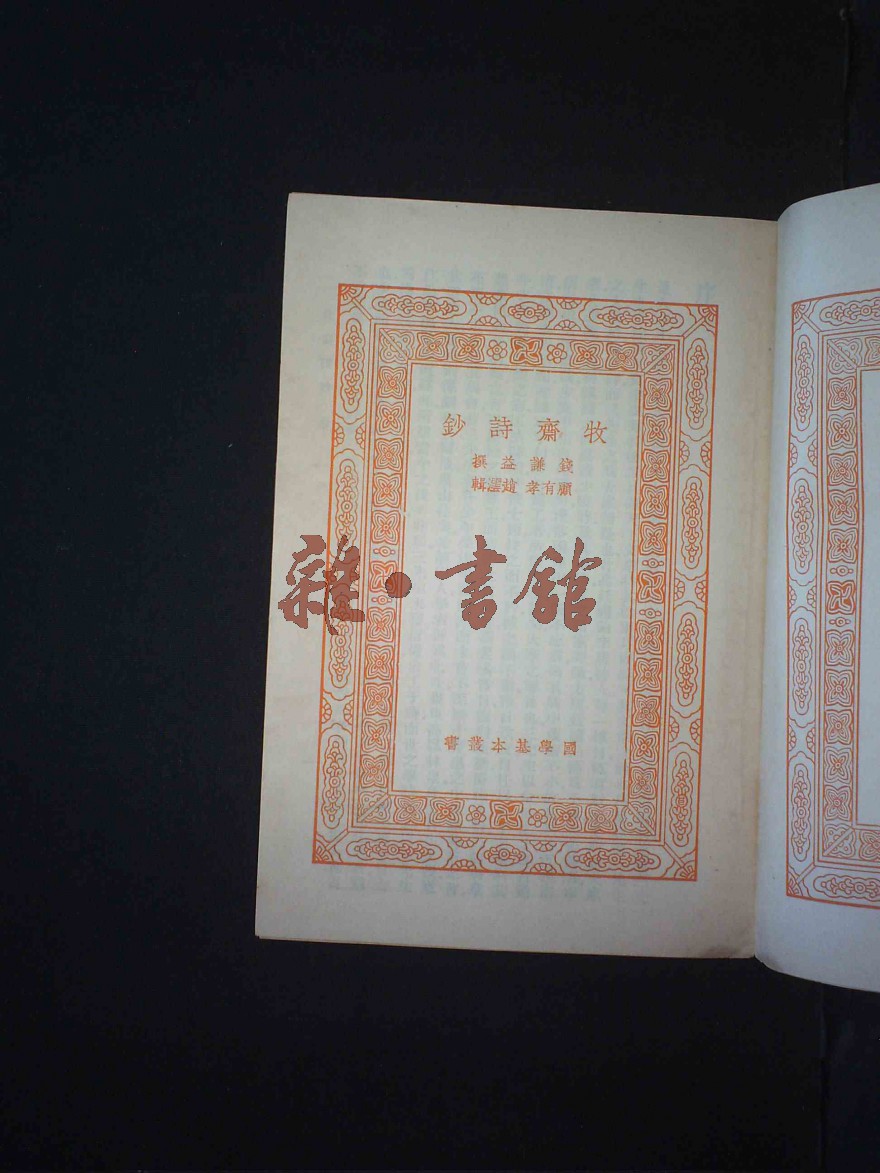 牧齋詩鈔
錢謙益撰
顧有孝 趙澐輯
雜·書館
國學基本叢書